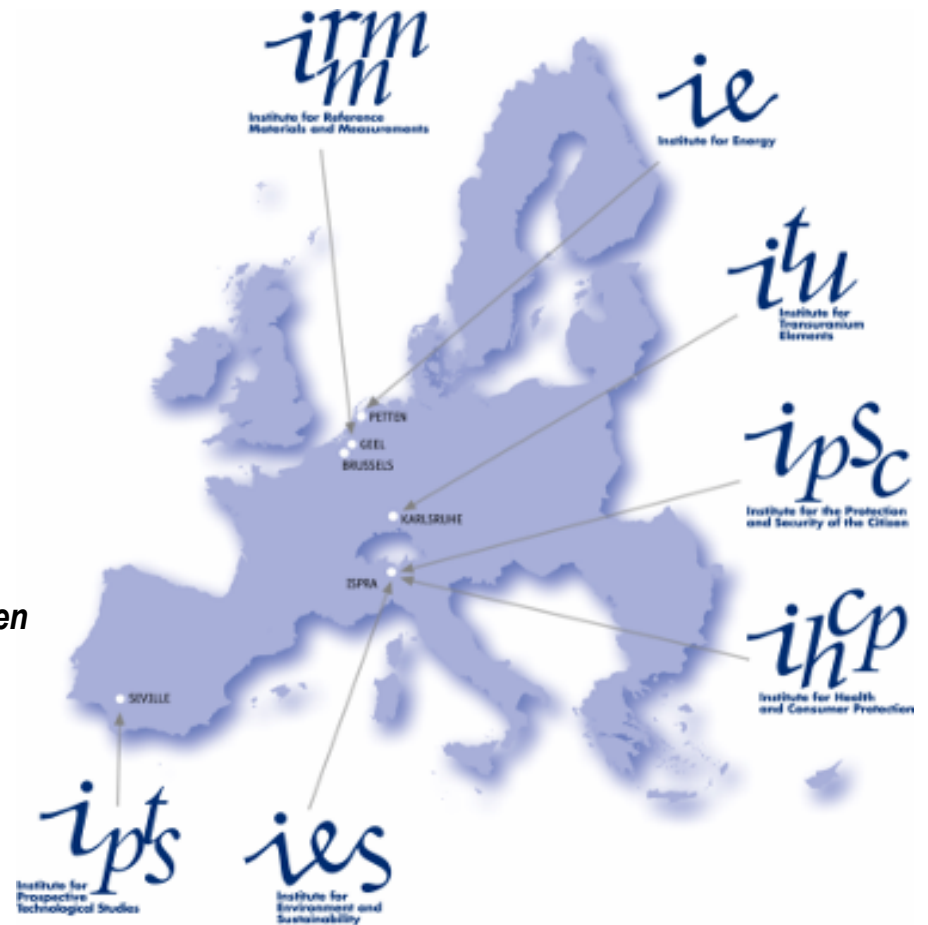 irmm
Institute for Reference
Materials and Measurements
ie
Institute for Energy
itu
Institute for
Transuranium
Elements
PETTEN
GEEL
BRUSSELS
ipsc
Institute for the Protection
and Security of the Citizen
KARLSRUHE
ISPRA
en
ihcp
Institute for Health
and Consumer Protection
SEVILLE
ipts
Institute for
Prospective
Technological Studies
ies
Institute for
Environment and
Sustainability